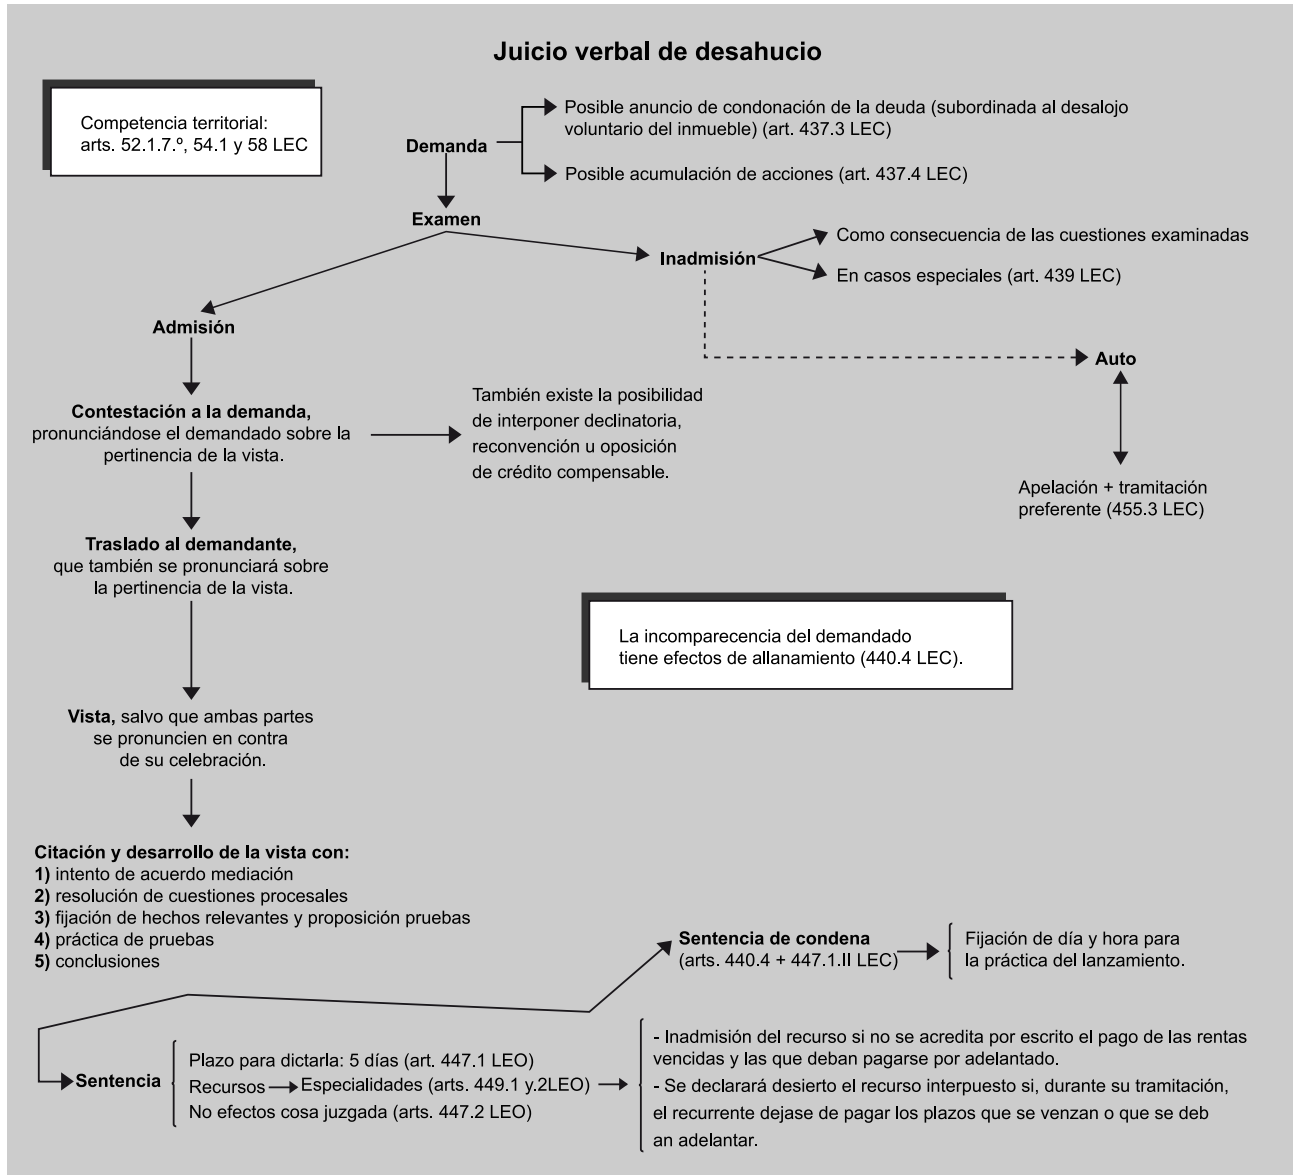 Juicio verbal de desahucio
Competencia territorial:
arts. 52.1.7.º, 54.1 y 58 LEC
Demanda
Posible anuncio de condonación de la deuda (subordinada al desalojo
voluntario del inmueble) (art. 437.3 LEC)
Posible acumulación de acciones (art. 437.4 LEC)
Examen
Inadmisión
Como consecuencia de las cuestiones examinadas
En casos especiales (art. 439 LEC)
Admisión
Auto
Apelación + tramitación
preferente (455.3 LEC)
Contestación a la demanda,
pronunciándose el demandado sobre la
pertinencia de la vista.
También existe la posibilidad
de interponer declinatoria,
reconvención u oposición
de crédito compensable.
Traslado al demandante,
que también se pronunciará sobre
la pertinencia de la vista.
La incomparecencia del demandado
tiene efectos de allanamiento (440.4 LEC).
Vista, salvo que ambas partes
se pronuncien en contra
de su celebración.
Citación y desarrollo de la vista con:
1) intento de acuerdo mediación
2) resolución de cuestiones procesales
3) fijación de hechos relevantes y proposición pruebas
4) práctica de pruebas
5) conclusiones
Sentencia de condena
(arts. 440.4 + 447.1.II LEC)
Fijación de día y hora para
la práctica del lanzamiento.
Sentencia
Plazo para dictarla: 5 días (art. 447.1 LEO)
Recursos Especialidades (arts. 449.1 y.2LEO)
No efectos cosa juzgada (arts. 447.2 LEO)
- Inadmisión del recurso si no se acredita por escrito el pago de las rentas
vencidas y las que deban pagarse por adelantado.
- Se declarará desierto el recurso interpuesto si, durante su tramitación,
el recurrente dejase de pagar los plazos que se venzan o que se deb
an adelantar.